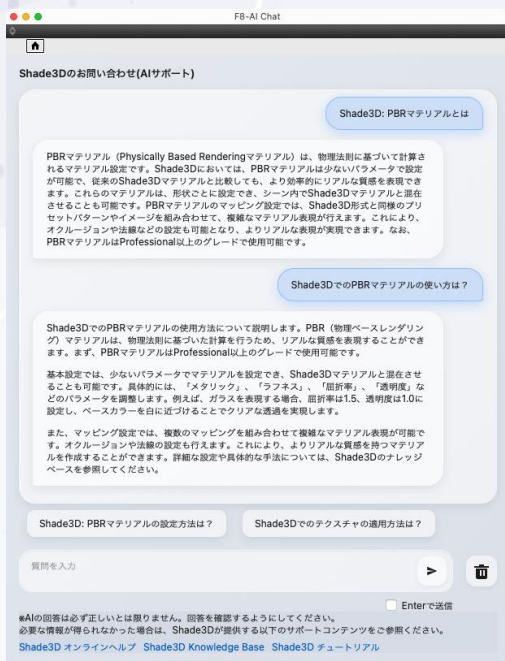 F8-AI Chat
Shade3Dのお問い合わせ(AIサポート)
Shade3D: PBRマテリアルとは
PBRマテリアル（Physically Based Renderingマテリアル）は、物理法則に基づいて計算さ
れるマテリアル設定です。Shade3Dにおいては、PBRマテリアルは少ないパラメータで設定
が可能で、従来のShade3Dマテリアルと比較しても、より効率的にリアルな質感を表現でき
ます。これらのマテリアルは、形状ごとに設定でき、シーン内でShade3Dマテリアルと混在
させることも可能です。PBRマテリアルのマッピング設定では、Shade3D形式と同様のプリ
セットパターンやイメージを組み合わせて、複雑なマテリアル表現が行えます。これにより、
オクルージョンや法線などの設定も可能となり、よりリアルな表現が実現できます。なお、
PBRマテリアルはProfessional以上のグレードで使用可能です。
Shade3DでのPBRマテリアルの使い方は？
Shade3DでのPBRマテリアルの使用方法について説明します。PBR（物理ベースレンダリン
グ）マテリアルは、物理法則に基づいた計算を行うため、リアルな質感を表現することができ
ます。まず、PBRマテリアルはProfessional以上のグレードで使用可能です。
基本設定では、少ないパラメータでマテリアルを設定でき、Shade3Dマテリアルと混在させ
ることも可能です。具体的には、「メタリック」、「ラフネス」、「屈折率」、「透明度」な
どのパラメータを調整します。例えば、ガラスを表現する場合、屈折率は1.5、透明度は1.0に
設定し、ベースカラーを白に近づけることでクリアな透過を実現します。
また、マッピング設定では、複数のマッピングを組み合わせて複雑なマテリアル表現が可能で
す。オクルージョンや法線の設定も行えます。これにより、よりリアルな質感を持つマテリア
ルを作成することができます。詳細な設定や具体的な手法については、Shade3Dのナレッジ
ベースを参照してください。
Shade3D: PBRマテリアルの設定方法は？
Shade3Dでのテクスチャの適用方法は？
質問を入力
Enterで送信
※AIの回答は必ず正しいとは限りません。回答を確認するようにしてください。
必要な情報が得られなかった場合は、Shade3Dが提供する以下のサポートコンテンツをご参照ください。
Shade3D オンラインヘルプ Shade3D Knowledge Base Shade3D チュートリアル